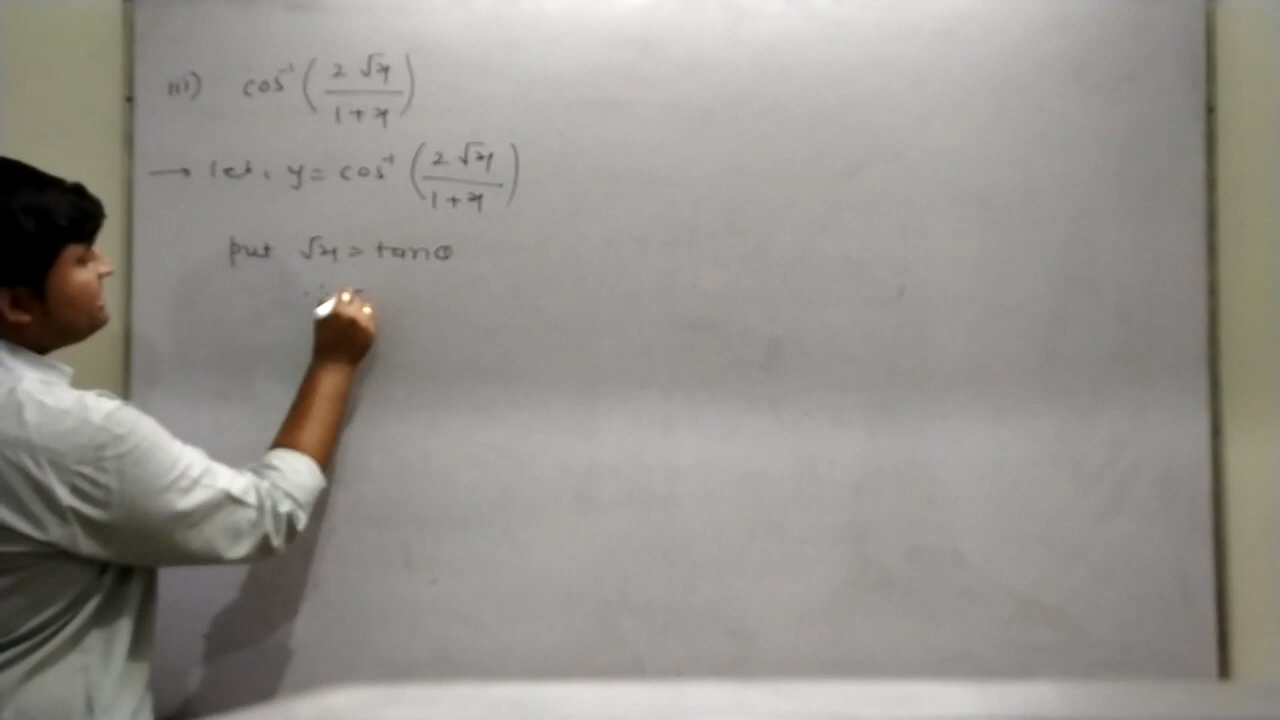 iii) cos⁻¹ (2√x / 1+x)
→ let, y = cos⁻¹ (2√x / 1+x)
put √x = tanθ
∴